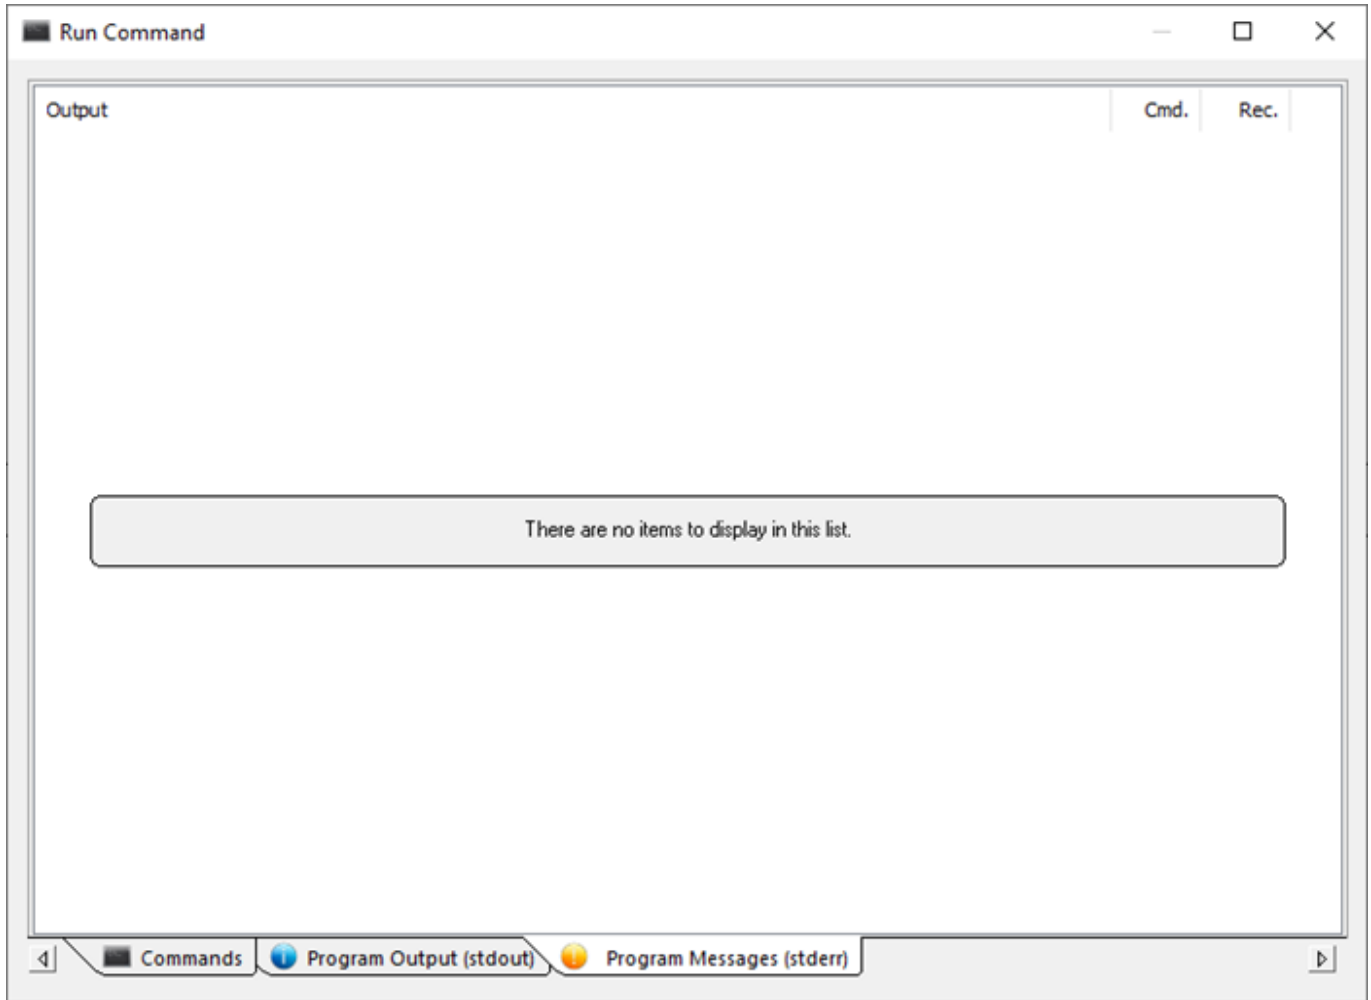 Run Command
Output Cmd. Rec.
There are no items to display in this list.
Commands Program Output (stdout) Program Messages (stderr)